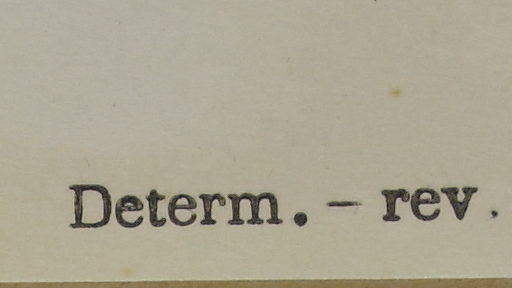 Determ. – rev.